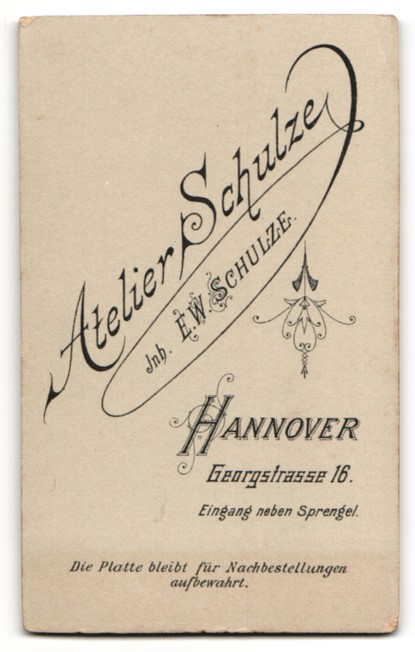 Atelier Schulze
Inh. E.W. SCHULZE.
HANNOVER
Georgstrasse 16.
Eingang neben Sprengel.
Die Platte bleibt für Nachbestellungen
aufbewahrt.